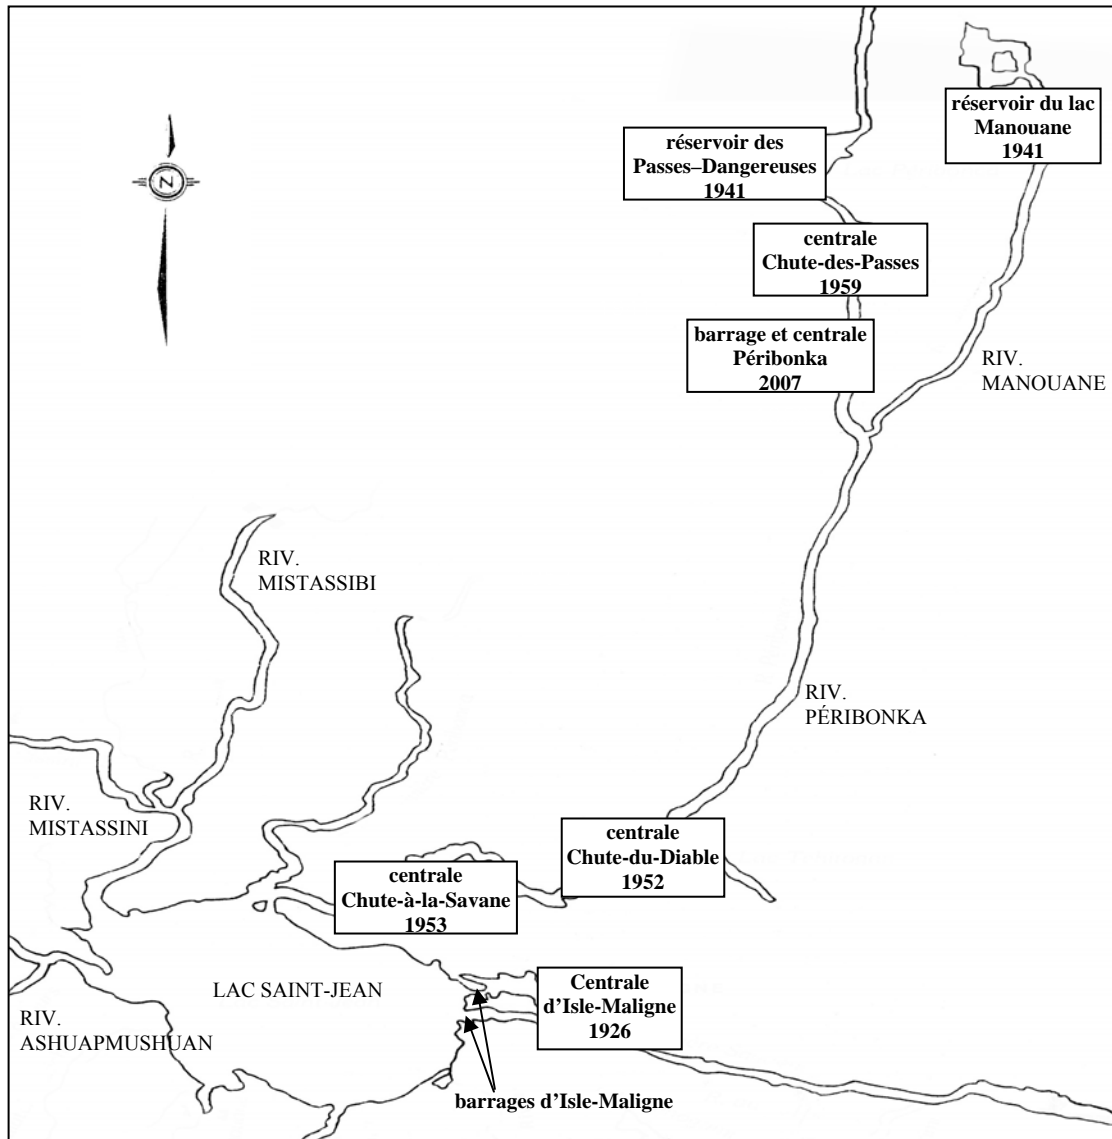 réservoir du lac
Manouane
1941
réservoir des
Passes–Dangereuses
1941
N
centrale
Chute-des-Passes
1959
barrage et centrale
Péribonka
2007
RIV.
MANOUANE
RIV.
MISTASSIBI
RIV.
PÉRIBONKA
RIV.
MISTASSINI
centrale
Chute-du-Diable
1952
centrale
Chute-à-la-Savane
1953
LAC SAINT-JEAN
Centrale
d’Isle-Maligne
1926
RIV.
ASHUAPMUSHUAN
barrages d’Isle-Maligne